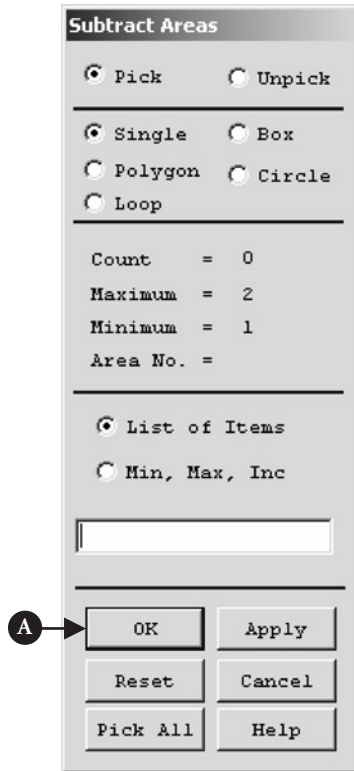 Subtract Areas
Pick Unpick
Single Box
Polygon Circle
Loop
Count = 0
Maximum = 2
Minimum = 1
Area No. =
List of Items
Min, Max, Inc
A OK Apply
Reset Cancel
Pick All Help